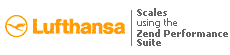 Lufthansa
Scales
using the
Zend Performance
Suite